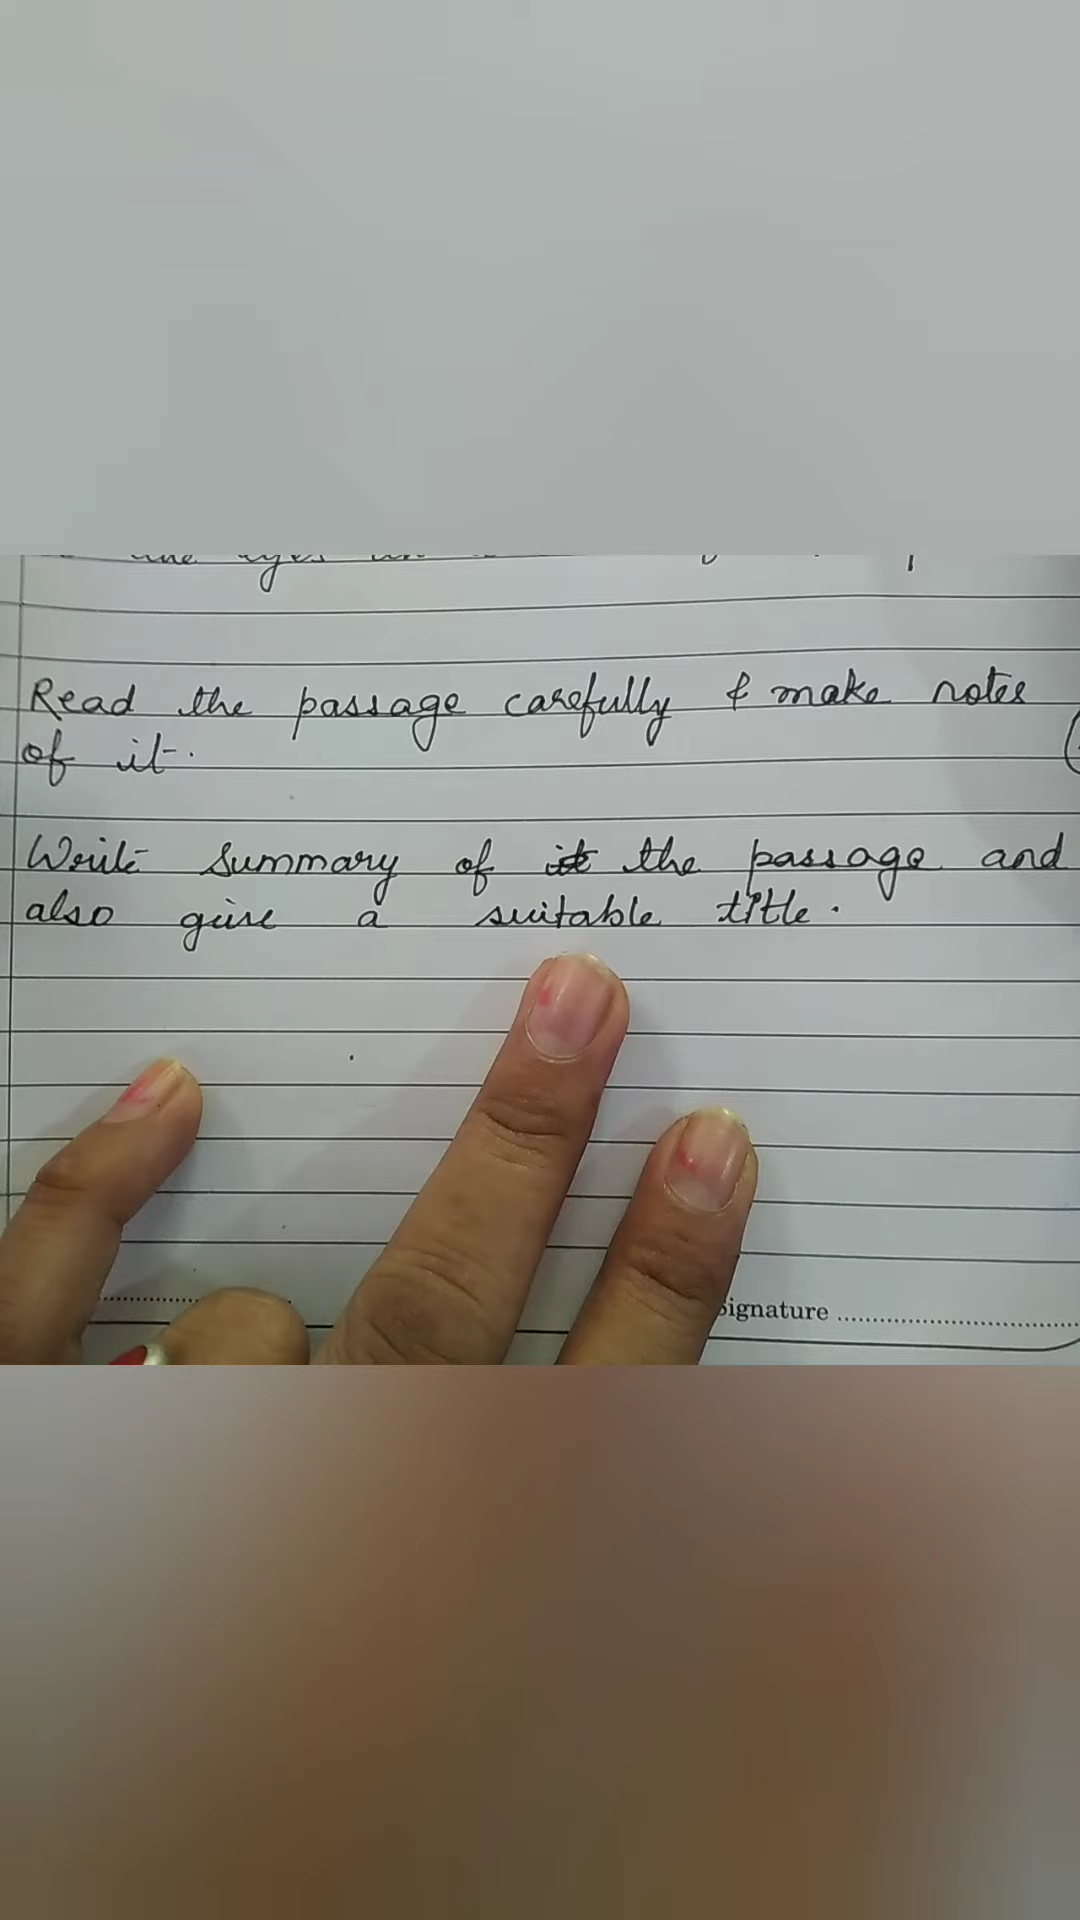 Read the passage carefully & make notes
of it.
Write summary of the passage and
also give a suitable title.
Signature